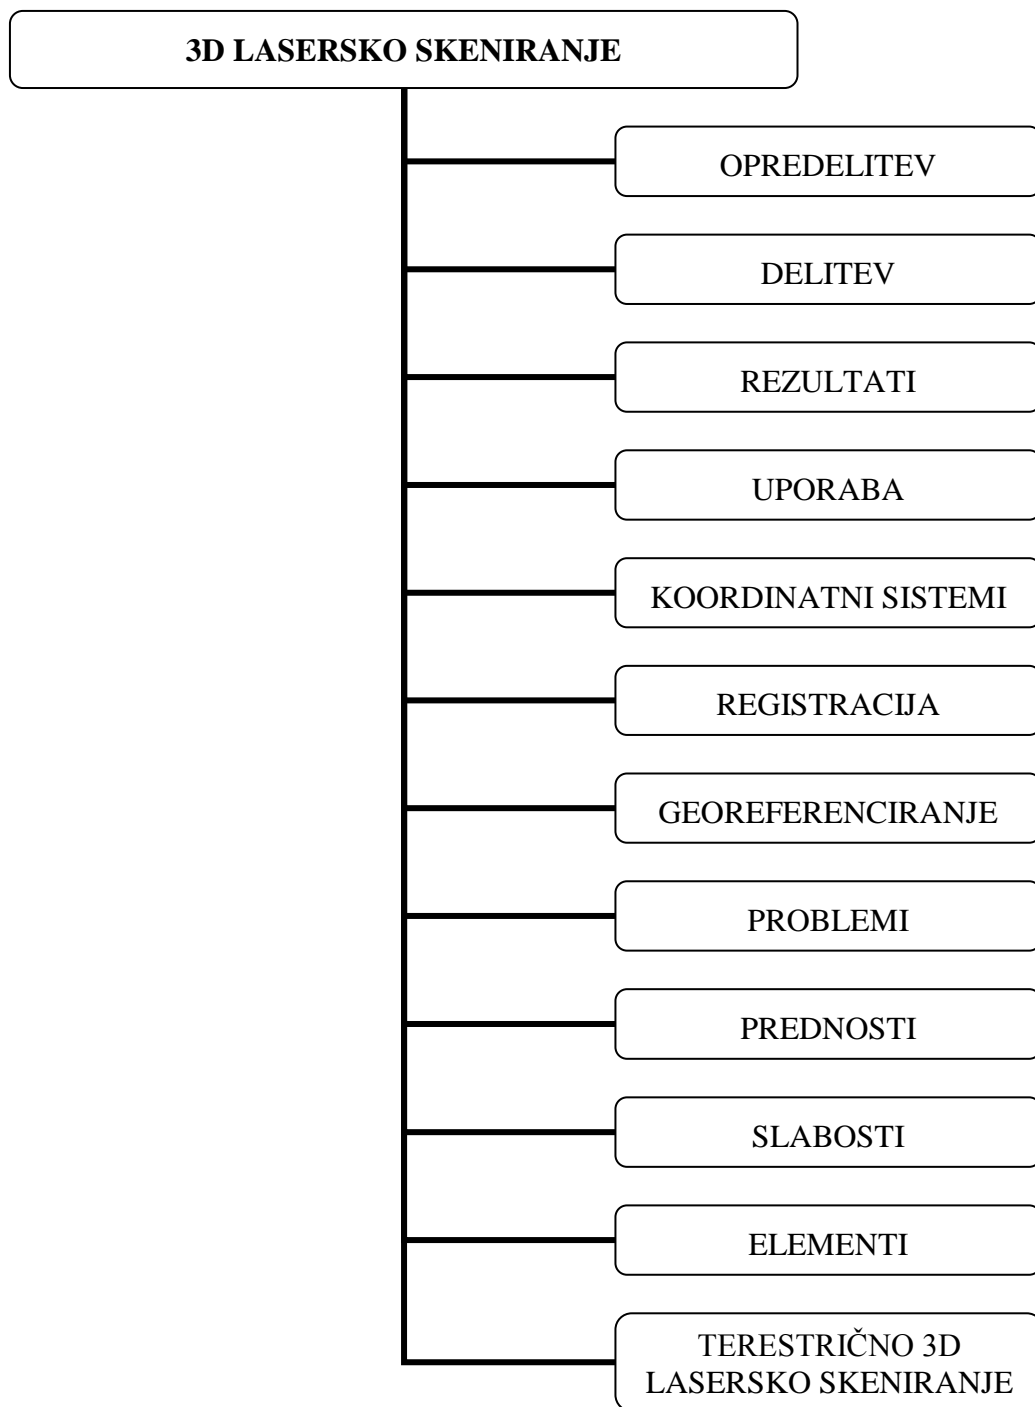 3D LASERSKO SKENIRANJE
OPREDELITEV
DELITEV
REZULTATI
UPORABA
KOORDINATNI SISTEMI
REGISTRACIJA
GEOREFERENCIRANJE
PROBLEMI
PREDNOSTI
SLABOSTI
ELEMENTI
TERESTRIČNO 3D
LASERSKO SKENIRANJE